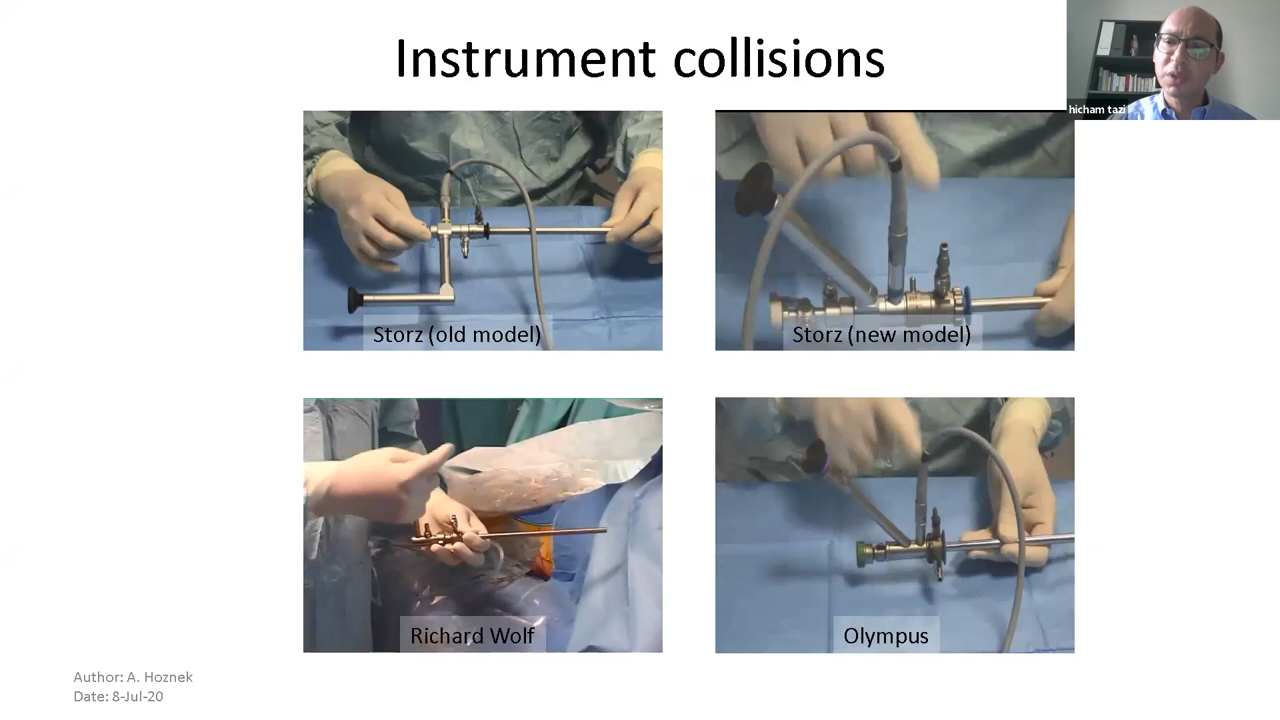 Instrument collisions
hicham tazi
Storz (old model)
Storz (new model)
Richard Wolf
Olympus
Author: A. Hoznek
Date: 8-Jul-20